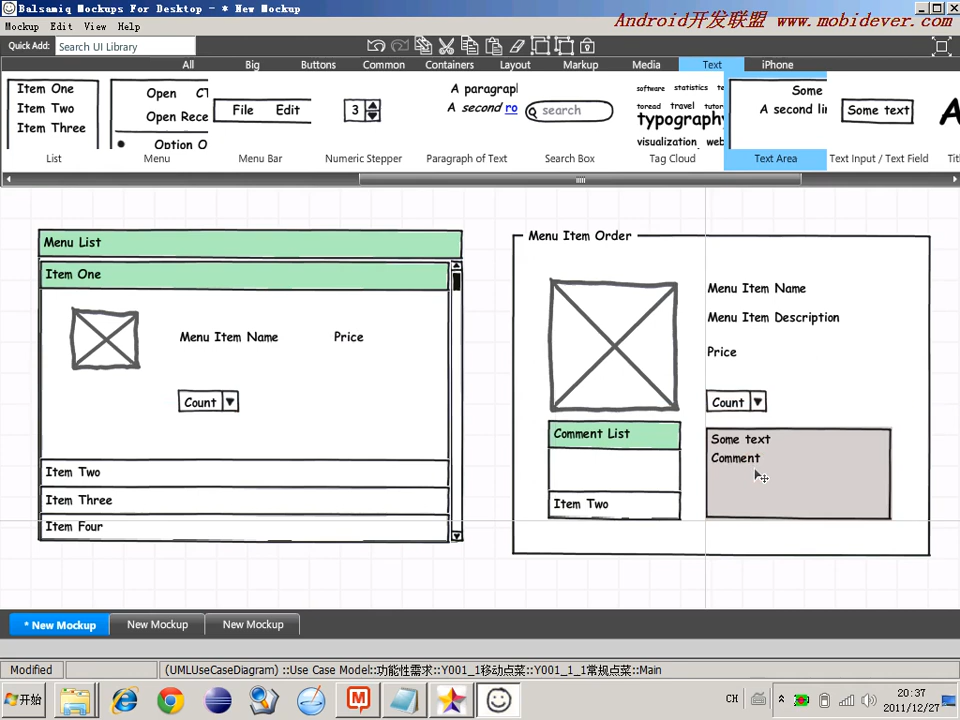 Balsamiq Mockups For Desktop - * New Mockup
Mockup Edit View Help
Android开发联盟 www.mobidever.com
Quick Add: Search UI Library
All Big Buttons Common Containers Layout Markup Media Text iPhone
Item One
Item Two
Item Three
Open CT
Open Rece
Option O
File Edit
3
A paragraph
A second ro
search
software statistics
toread travel tutor
typography
visualization web
Some
A second lin
Some text
A
List Menu Menu Bar Numeric Stepper Paragraph of Text Search Box Tag Cloud Text Area Text Input / Text Field Titl
Menu List
Item One
Menu Item Name Price
Count
Item Two
Item Three
Item Four
Menu Item Order
Menu Item Name
Menu Item Description
Price
Count
Comment List
Item Two
Some text
Comment
* New Mockup New Mockup New Mockup
Modified (UMLUseCaseDiagram) ::Use Case Model::功能性需求::Y001_1移动点菜::Y001_1_1常规点菜::Main
开始 CH 20:37
2011/12/27